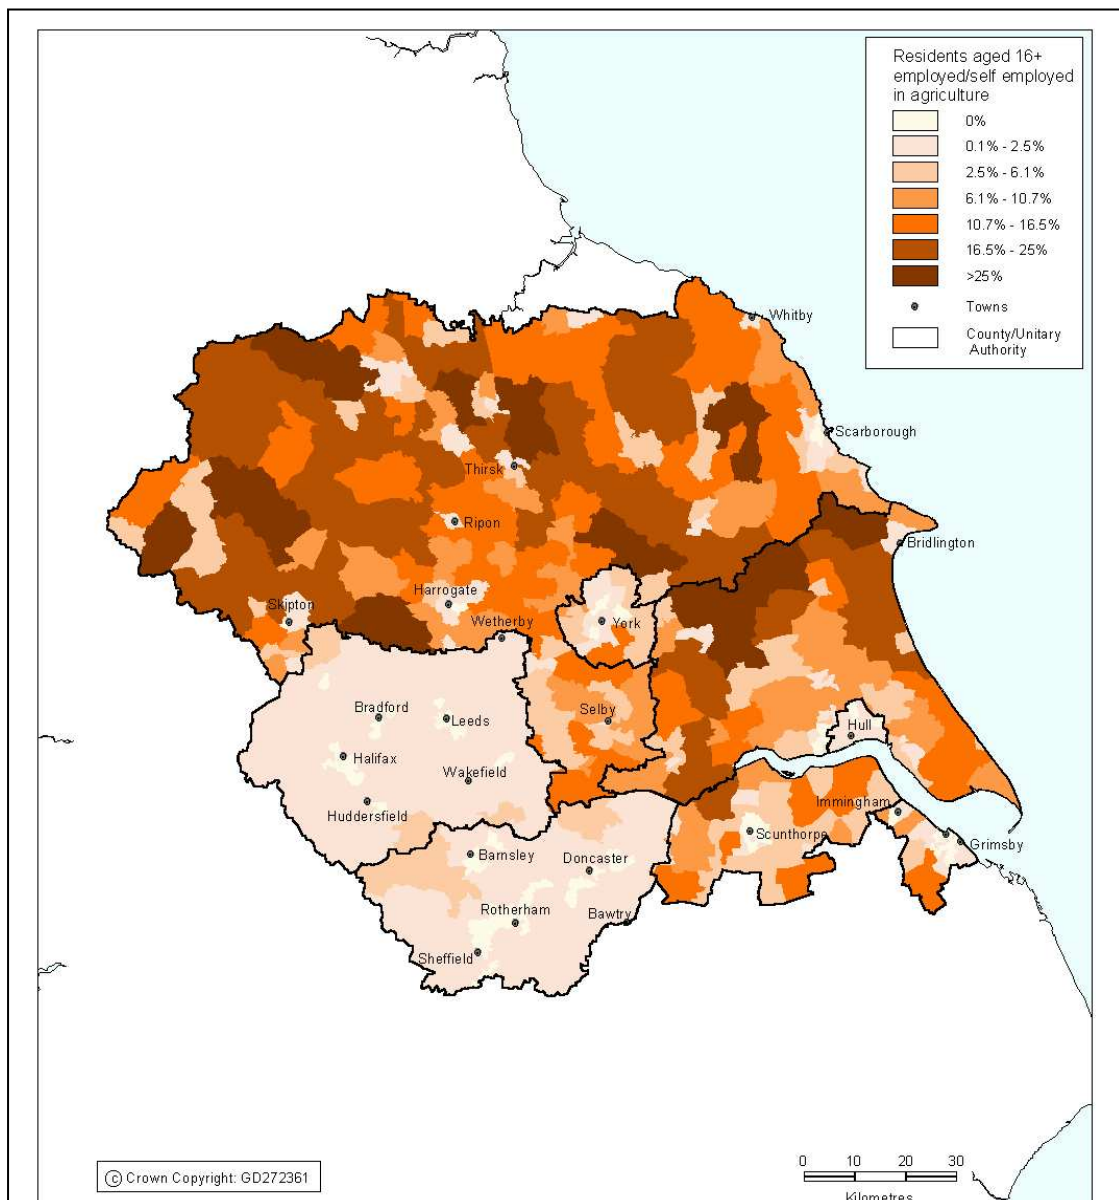 Residents aged 16+
employed/self employed
in agriculture
0%
0.1% - 2.5%
2.5% - 6.1%
6.1% - 10.7%
10.7% - 16.5%
16.5% - 25%
>25%
Towns
County/Unitary
Authority
Whitby
Scarborough
Thirsk
Ripon
Bridlington
Harrogate
Skipton
Wetherby
York
Bradford
Leeds
Selby
Hull
Halifax
Wakefield
Huddersfield
Immingham
Scunthorpe
Grimsby
Barnsley
Doncaster
Rotherham
Bawtry
Sheffield
© Crown Copyright: GD272361
0 10 20 30
Kilometres